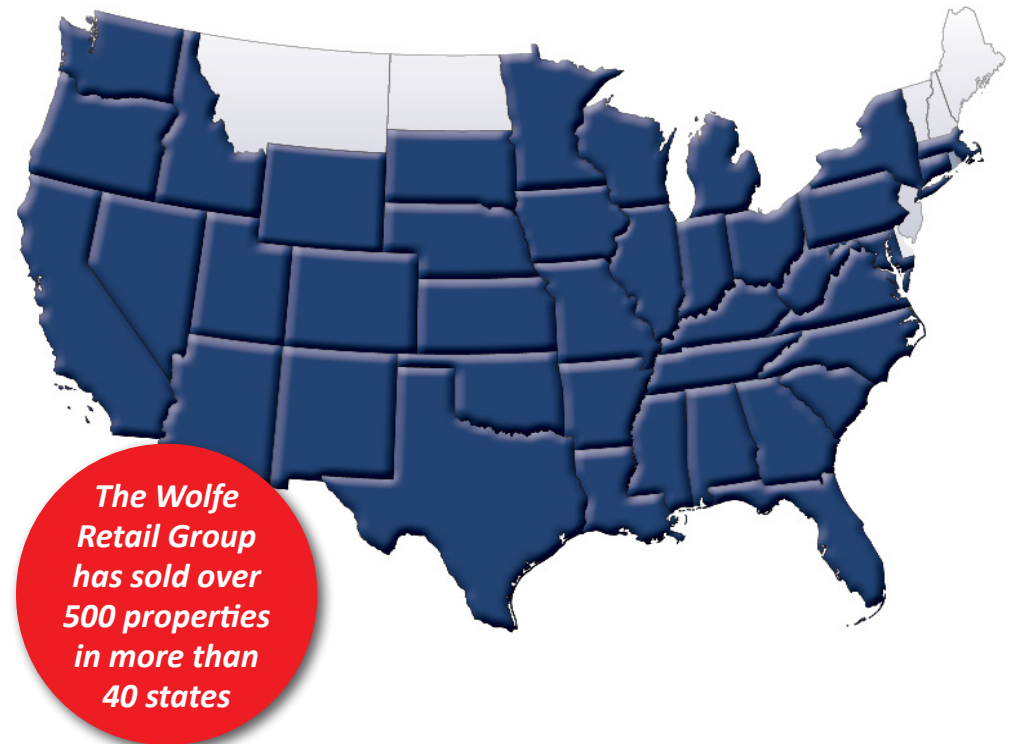 The Wolfe
Retail Group
has sold over
500 properties
in more than
40 states